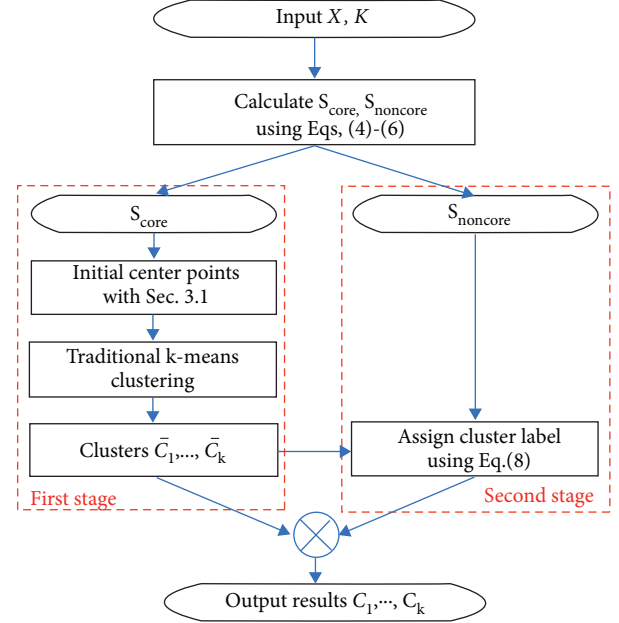 Input X, K
Calculate S_core, S_noncore
using Eqs, (4)-(6)
S_core
Initial center points
with Sec. 3.1
Traditional k-means
clustering
Clusters C̄_1,..., C̄_k
First stage
S_noncore
Assign cluster label
using Eq.(8)
Second stage
Output results C_1,···, C_k